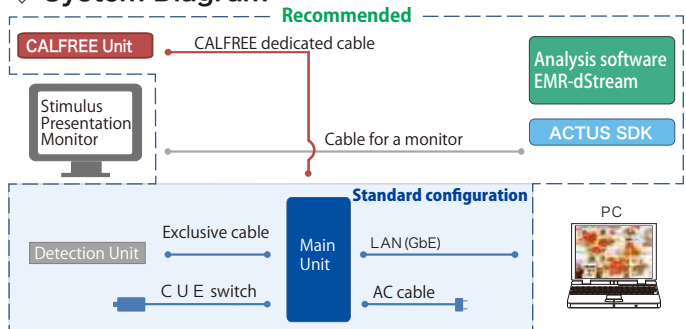 ◇ System Diagram
Recommended
CALFREE Unit
CALFREE dedicated cable
Analysis software
EMR-dStream
Stimulus
Presentation
Monitor
Cable for a monitor
ACTUS SDK
Standard configuration
PC
Exclusive cable
Detection Unit
Main
Unit
LAN (GbE)
C U E switch
AC cable